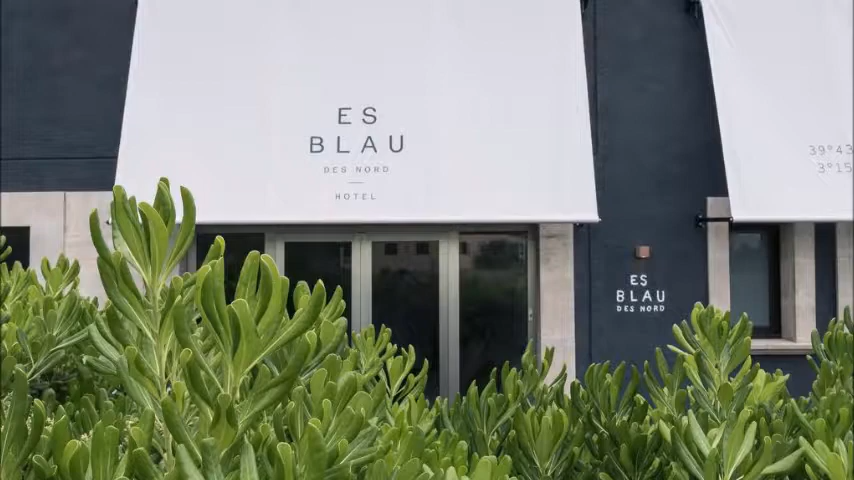 ES
BLAU
DES NORD
HOTEL
39°43
3°15
ES
BLAU
DES NORD